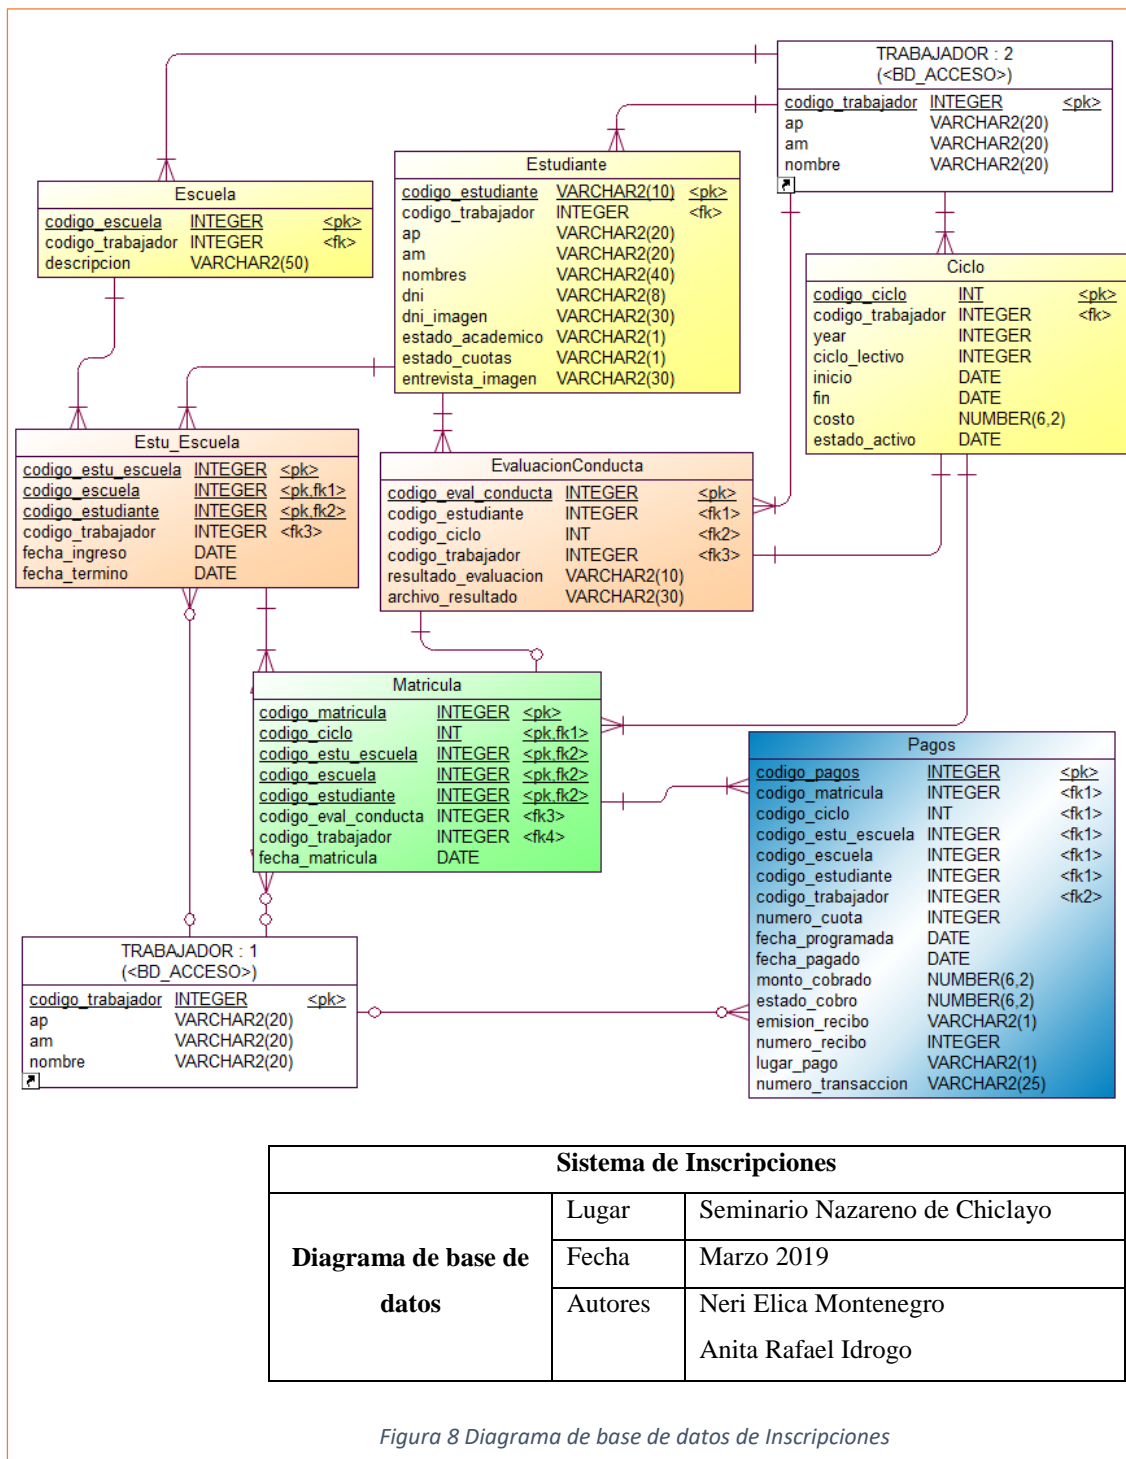 TRABAJADOR : 2
(<BD_ACCESO>)
codigo_trabajador INTEGER <pk>
ap VARCHAR2(20)
am VARCHAR2(20)
nombre VARCHAR2(20)
Estudiante
codigo_estudiante VARCHAR2(10) <pk>
codigo_trabajador INTEGER <fk>
ap VARCHAR2(20)
am VARCHAR2(20)
nombres VARCHAR2(40)
dni VARCHAR2(8)
dni_imagen VARCHAR2(30)
estado_academico VARCHAR2(1)
estado_cuotas VARCHAR2(1)
entrevista_imagen VARCHAR2(30)
Escuela
codigo_escuela INTEGER <pk>
codigo_trabajador INTEGER <fk>
descripcion VARCHAR2(50)
Ciclo
codigo_ciclo INT <pk>
codigo_trabajador INTEGER <fk>
year INTEGER
ciclo_lectivo INTEGER
inicio DATE
fin DATE
costo NUMBER(6,2)
estado_activo DATE
Estu_Escuela
codigo_estu_escuela INTEGER <pk>
codigo_escuela INTEGER <pk,fk1>
codigo_estudiante INTEGER <pk,fk2>
codigo_trabajador INTEGER <fk3>
fecha_ingreso DATE
fecha_termino DATE
EvaluacionConducta
codigo_eval_conducta INTEGER <pk>
codigo_estudiante INTEGER <fk1>
codigo_ciclo INT <fk2>
codigo_trabajador INTEGER <fk3>
resultado_evaluacion VARCHAR2(10)
archivo_resultado VARCHAR2(30)
Matricula
codigo_matricula INTEGER <pk>
codigo_ciclo INT <pk,fk1>
codigo_estu_escuela INTEGER <pk,fk2>
codigo_escuela INTEGER <pk,fk2>
codigo_estudiante INTEGER <pk,fk2>
codigo_eval_conducta INTEGER <fk3>
codigo_trabajador INTEGER <fk4>
fecha_matricula DATE
Pagos
codigo_pagos INTEGER <pk>
codigo_matricula INTEGER <fk1>
codigo_ciclo INT <fk1>
codigo_estu_escuela INTEGER <fk1>
codigo_escuela INTEGER <fk1>
codigo_estudiante INTEGER <fk1>
codigo_trabajador INTEGER <fk2>
numero_cuota INTEGER
fecha_programada DATE
fecha_pagado DATE
monto_cobrado NUMBER(6,2)
estado_cobro NUMBER(6,2)
emision_recibo VARCHAR2(1)
numero_recibo INTEGER
lugar_pago VARCHAR2(1)
numero_transaccion VARCHAR2(25)
TRABAJADOR : 1
(<BD_ACCESO>)
codigo_trabajador INTEGER <pk>
ap VARCHAR2(20)
am VARCHAR2(20)
nombre VARCHAR2(20)
Sistema de Inscripciones
Diagrama de base de
datos
Lugar Seminario Nazareno de Chiclayo
Fecha Marzo 2019
Autores Neri Elica Montenegro
Anita Rafael Idrogo
Figura 8 Diagrama de base de datos de Inscripciones